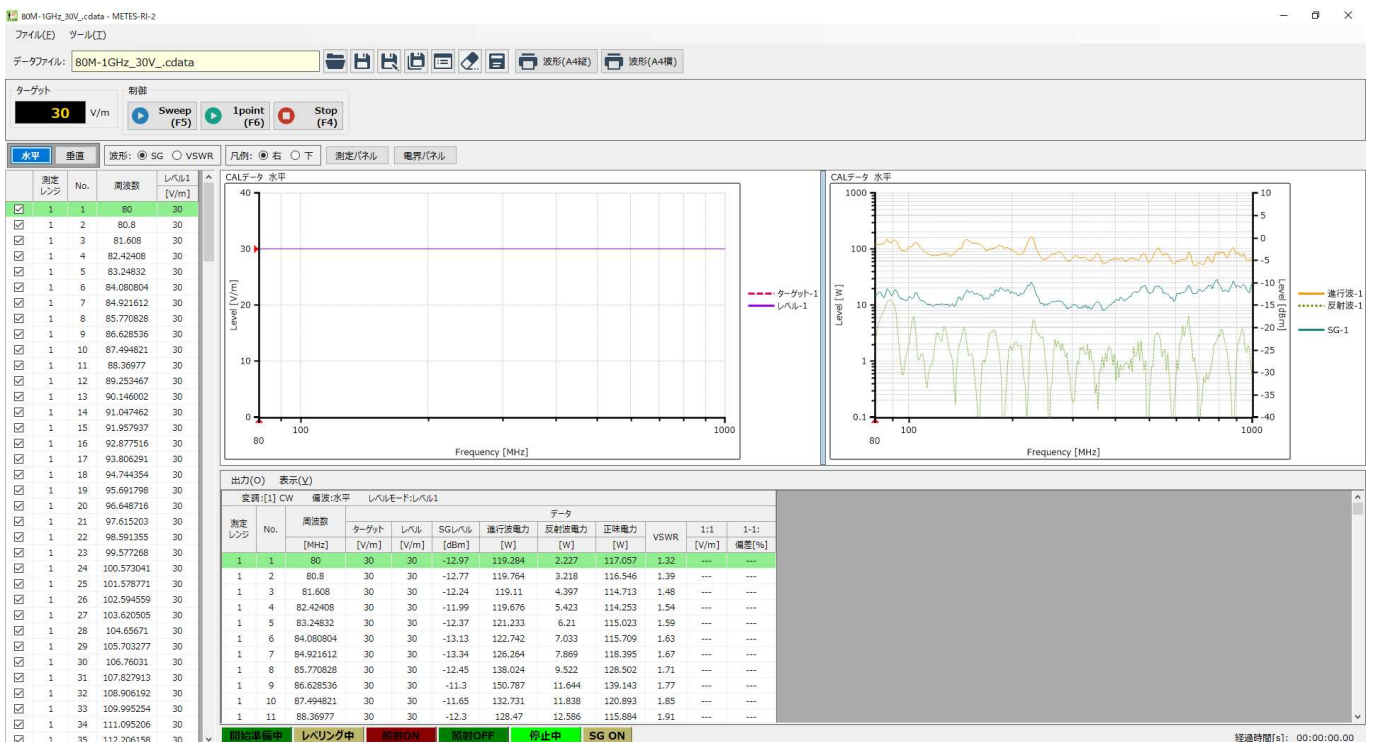 80M-1GHz_30V_.cdata - METES-RI-2
ファイル(F) ツール(T)
データファイル: 80M-1GHz_30V_.cdata 波形(A4縦) 波形(A4横)
ターゲット 制御
30 V/m Sweep (F5) 1point (F6) Stop (F4)
水平 垂直 波形: SG VSWR 凡例: 右 下 測定パネル 電界パネル
測定レンジ No. 周波数 レベル1 [V/m]
1 1 80 30
1 2 80.8 30
1 3 81.608 30
1 4 82.42408 30
1 5 83.24832 30
1 6 84.080804 30
1 7 84.921612 30
1 8 85.770828 30
1 9 86.628536 30
1 10 87.494821 30
1 11 88.36977 30
1 12 89.253467 30
1 13 90.146002 30
1 14 91.047462 30
1 15 91.957937 30
1 16 92.877516 30
1 17 93.806291 30
1 18 94.744354 30
1 19 95.691798 30
1 20 96.648716 30
1 21 97.615203 30
1 22 98.591355 30
1 23 99.577268 30
1 24 100.573041 30
1 25 101.578771 30
1 26 102.594559 30
1 27 103.620505 30
1 28 104.65671 30
1 29 105.703277 30
1 30 106.76031 30
1 31 107.827913 30
1 32 108.906192 30
1 33 109.995254 30
1 34 111.095206 30
1 35 112.206158 30
CALデータ 水平
40
30
20
10
0
Level [V/m]
80 100 1000
Frequency [MHz]
ターゲット-1
レベル-1
CALデータ 水平
1000
100
10
1
0.1
Level [W]
10
5
0
-5
-10
-15
-20
-25
-30
-35
-40
Level [dBm]
80 100 1000
Frequency [MHz]
進行波-1
反射波-1
SG-1
出力(O) 表示(V)
変調:[1] CW 偏波:水平 レベルモード:レベル1
測定レンジ No. 周波数 データ
ターゲット レベル SGレベル 進行波電力 反射波電力 正味電力 VSWR 1:1 1-1:
[MHz] [V/m] [V/m] [dBm] [W] [W] [W] [V/m] 偏差[%]
1 1 80 30 30 -12.97 119.284 2.227 117.057 1.32 --- ---
1 2 80.8 30 30 -12.77 119.764 3.218 116.546 1.39 --- ---
1 3 81.608 30 30 -12.24 119.11 4.397 114.713 1.48 --- ---
1 4 82.42408 30 30 -11.99 119.676 5.423 114.253 1.54 --- ---
1 5 83.24832 30 30 -12.37 121.233 6.21 115.023 1.59 --- ---
1 6 84.080804 30 30 -13.13 122.742 7.033 115.709 1.63 --- ---
1 7 84.921612 30 30 -13.34 126.264 7.869 118.395 1.67 --- ---
1 8 85.770828 30 30 -12.45 138.024 9.522 128.502 1.71 --- ---
1 9 86.628536 30 30 -11.3 150.787 11.644 139.143 1.77 --- ---
1 10 87.494821 30 30 -11.65 132.731 11.838 120.893 1.85 --- ---
1 11 88.36977 30 30 -12.3 128.47 12.586 115.884 1.91 --- ---
開始準備中 レベリング中 照射ON 照射OFF 停止中 SG ON
経過時間[s]: 00:00:00.00